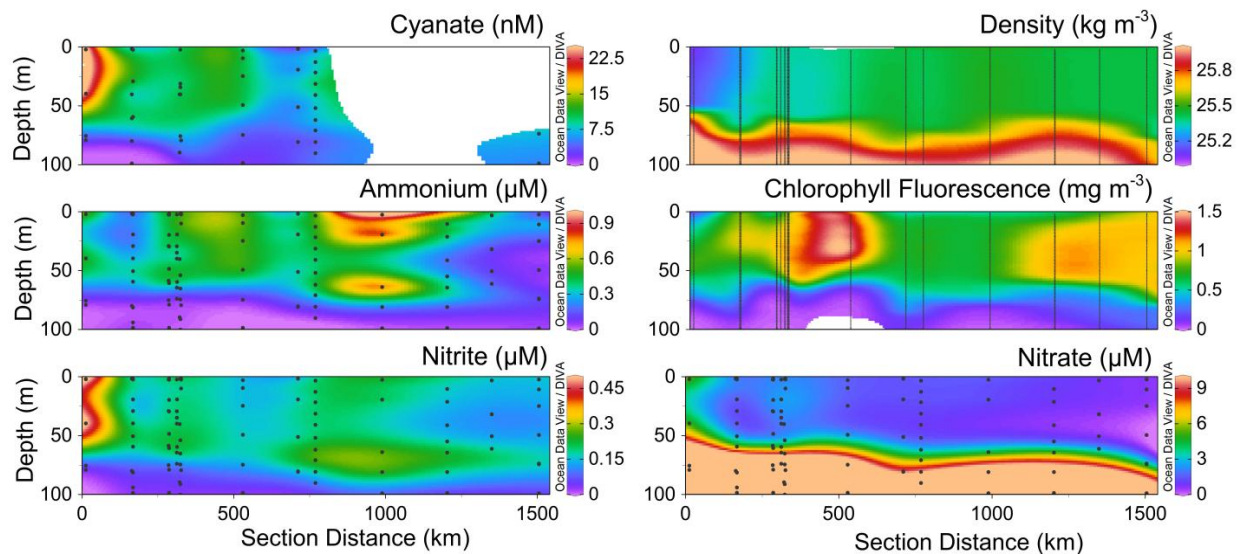 Cyanate (nM)
Depth (m)
0
50
100
22.5
15
7.5
0
Ocean Data View / DIVA
Density (kg m⁻³)
0
50
100
25.8
25.5
25.2
Ocean Data View / DIVA
Ammonium (µM)
Depth (m)
0
50
100
0.9
0.6
0.3
0
Ocean Data View / DIVA
Chlorophyll Fluorescence (mg m⁻³)
0
50
100
1.5
1
0.5
0
Ocean Data View / DIVA
Nitrite (µM)
Depth (m)
0
50
100
0.45
0.3
0.15
0
Ocean Data View / DIVA
0 500 1000 1500
Section Distance (km)
Nitrate (µM)
0
50
100
9
6
3
0
Ocean Data View / DIVA
0 500 1000 1500
Section Distance (km)